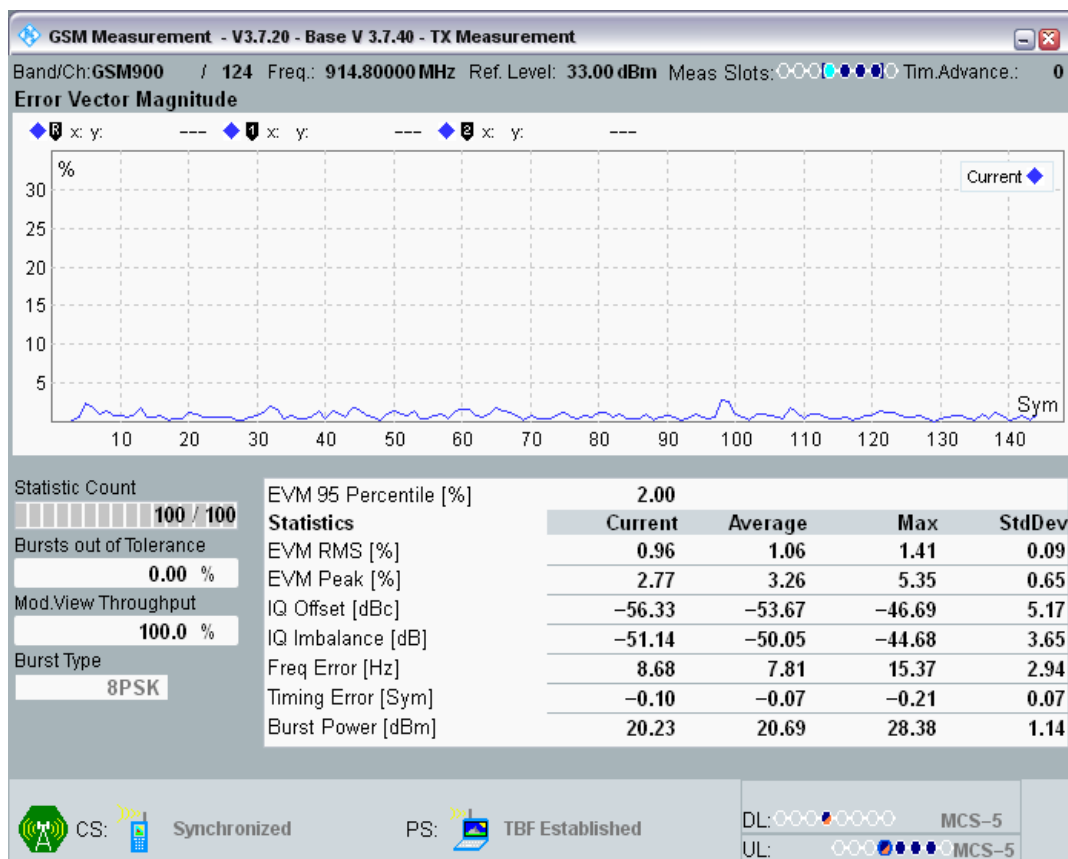 GSM Measurement - V3.7.20 - Base V 3.7.40 - TX Measurement
Band/Ch:GSM900 / 124 Freq.: 914.80000 MHz Ref. Level: 33.00 dBm Meas Slots: Tim.Advance.: 0
Error Vector Magnitude
R x: y: --- 1 x: y: --- 2 x: y: ---
%
Current
30
25
20
15
10
5
Sym
10 20 30 40 50 60 70 80 90 100 110 120 130 140
Statistic Count
100 / 100
Bursts out of Tolerance
0.00 %
Mod.View Throughput
100.0 %
Burst Type
8PSK
EVM 95 Percentile [%] 2.00
Statistics Current Average Max StdDev
EVM RMS [%] 0.96 1.06 1.41 0.09
EVM Peak [%] 2.77 3.26 5.35 0.65
IQ Offset [dBc] −56.33 −53.67 −46.69 5.17
IQ Imbalance [dB] −51.14 −50.05 −44.68 3.65
Freq Error [Hz] 8.68 7.81 15.37 2.94
Timing Error [Sym] −0.10 −0.07 −0.21 0.07
Burst Power [dBm] 20.23 20.69 28.38 1.14
CS: Synchronized PS: TBF Established
DL: MCS−5
UL: MCS−5